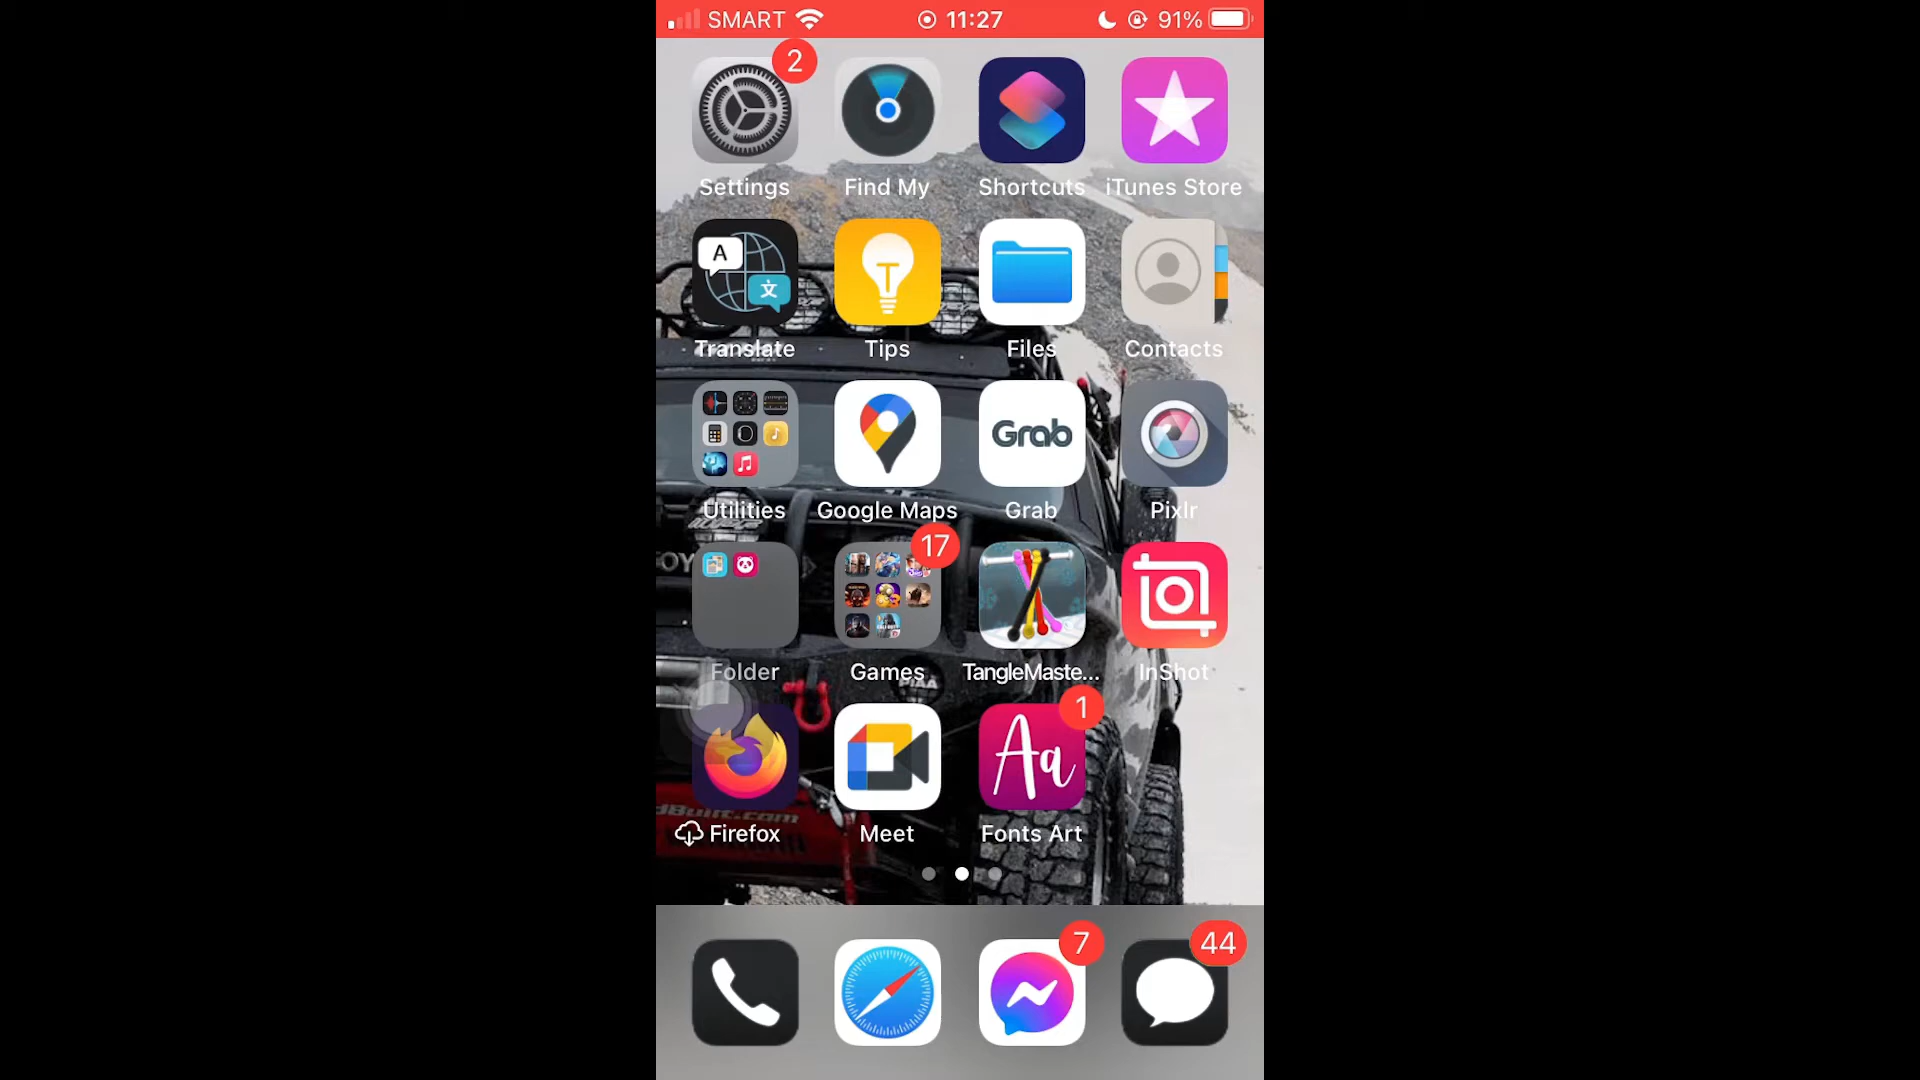 SMART 11:27 91%
2
Settings Find My Shortcuts iTunes Store
A 文
Translate Tips Files Contacts
Grab
Utilities Google Maps Grab Pixlr
17
Folder Games TangleMaste... InShot
PIAA
1
Aa
Firefox Meet Fonts Art
7 44